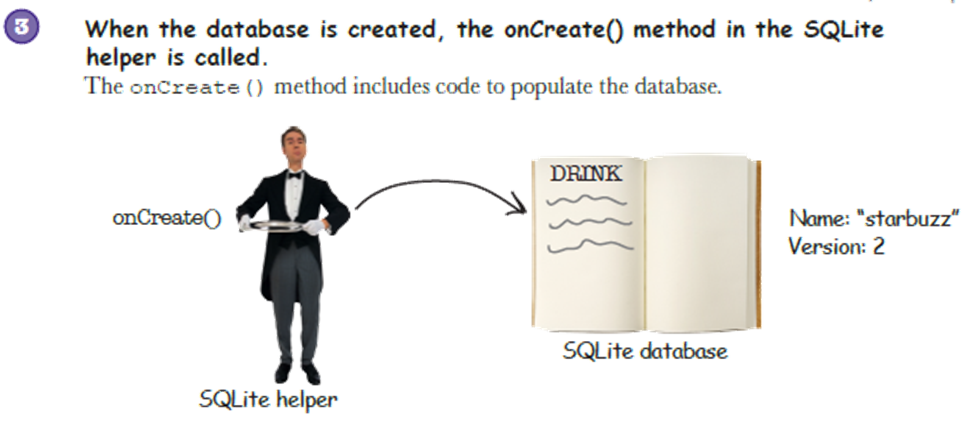 3
When the database is created, the onCreate() method in the SQLite
helper is called.
The onCreate() method includes code to populate the database.
DRINK
onCreate()
Name: "starbuzz"
Version: 2
SQLite database
SQLite helper